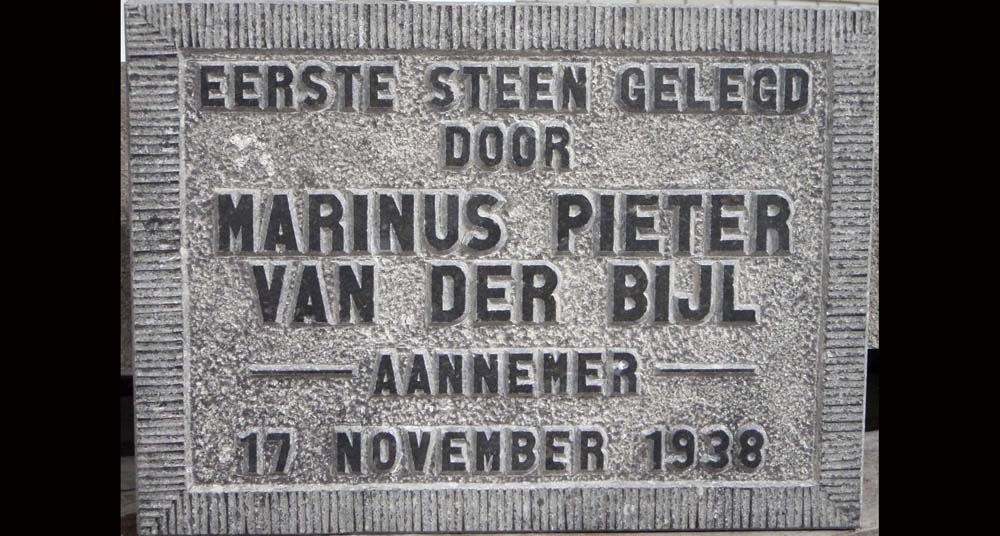 EERSTE STEEN GELEGD
DOOR
MARINUS PIETER
VAN DER BIJL
AANNEMER
17 NOVEMBER 1938